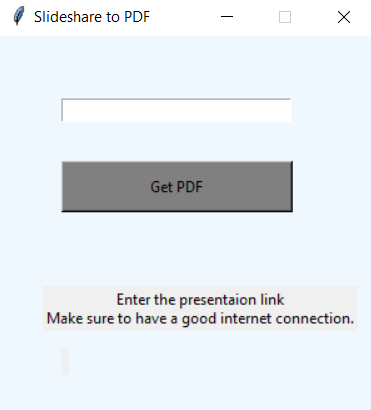 Slideshare to PDF
Get PDF
Enter the presentaion link
Make sure to have a good internet connection.